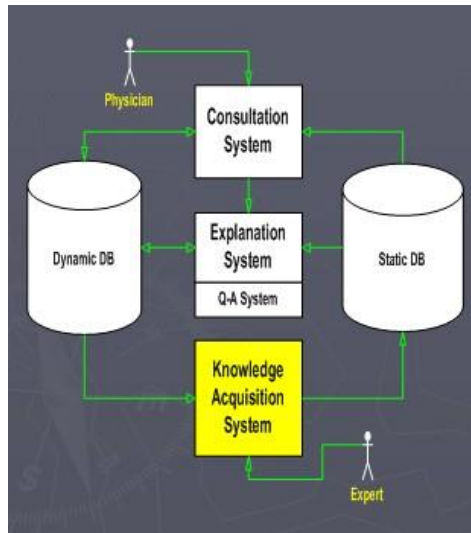 Physician
Consultation
System
Dynamic DB
Explanation
System
Q-A System
Static DB
Knowledge
Acquisition
System
Expert